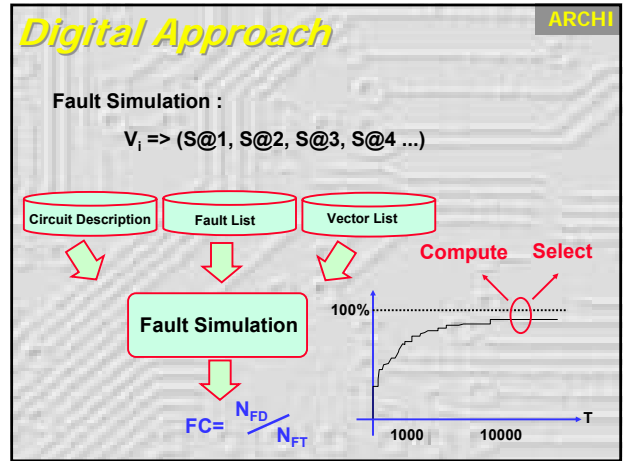 Digital Approach
ARCHI
Fault Simulation :
Vi => (S@1, S@2, S@3, S@4 ...)
Circuit Description
Fault List
Vector List
Compute
Select
Fault Simulation
100%
FC= NFD/NFT
T
1000
10000